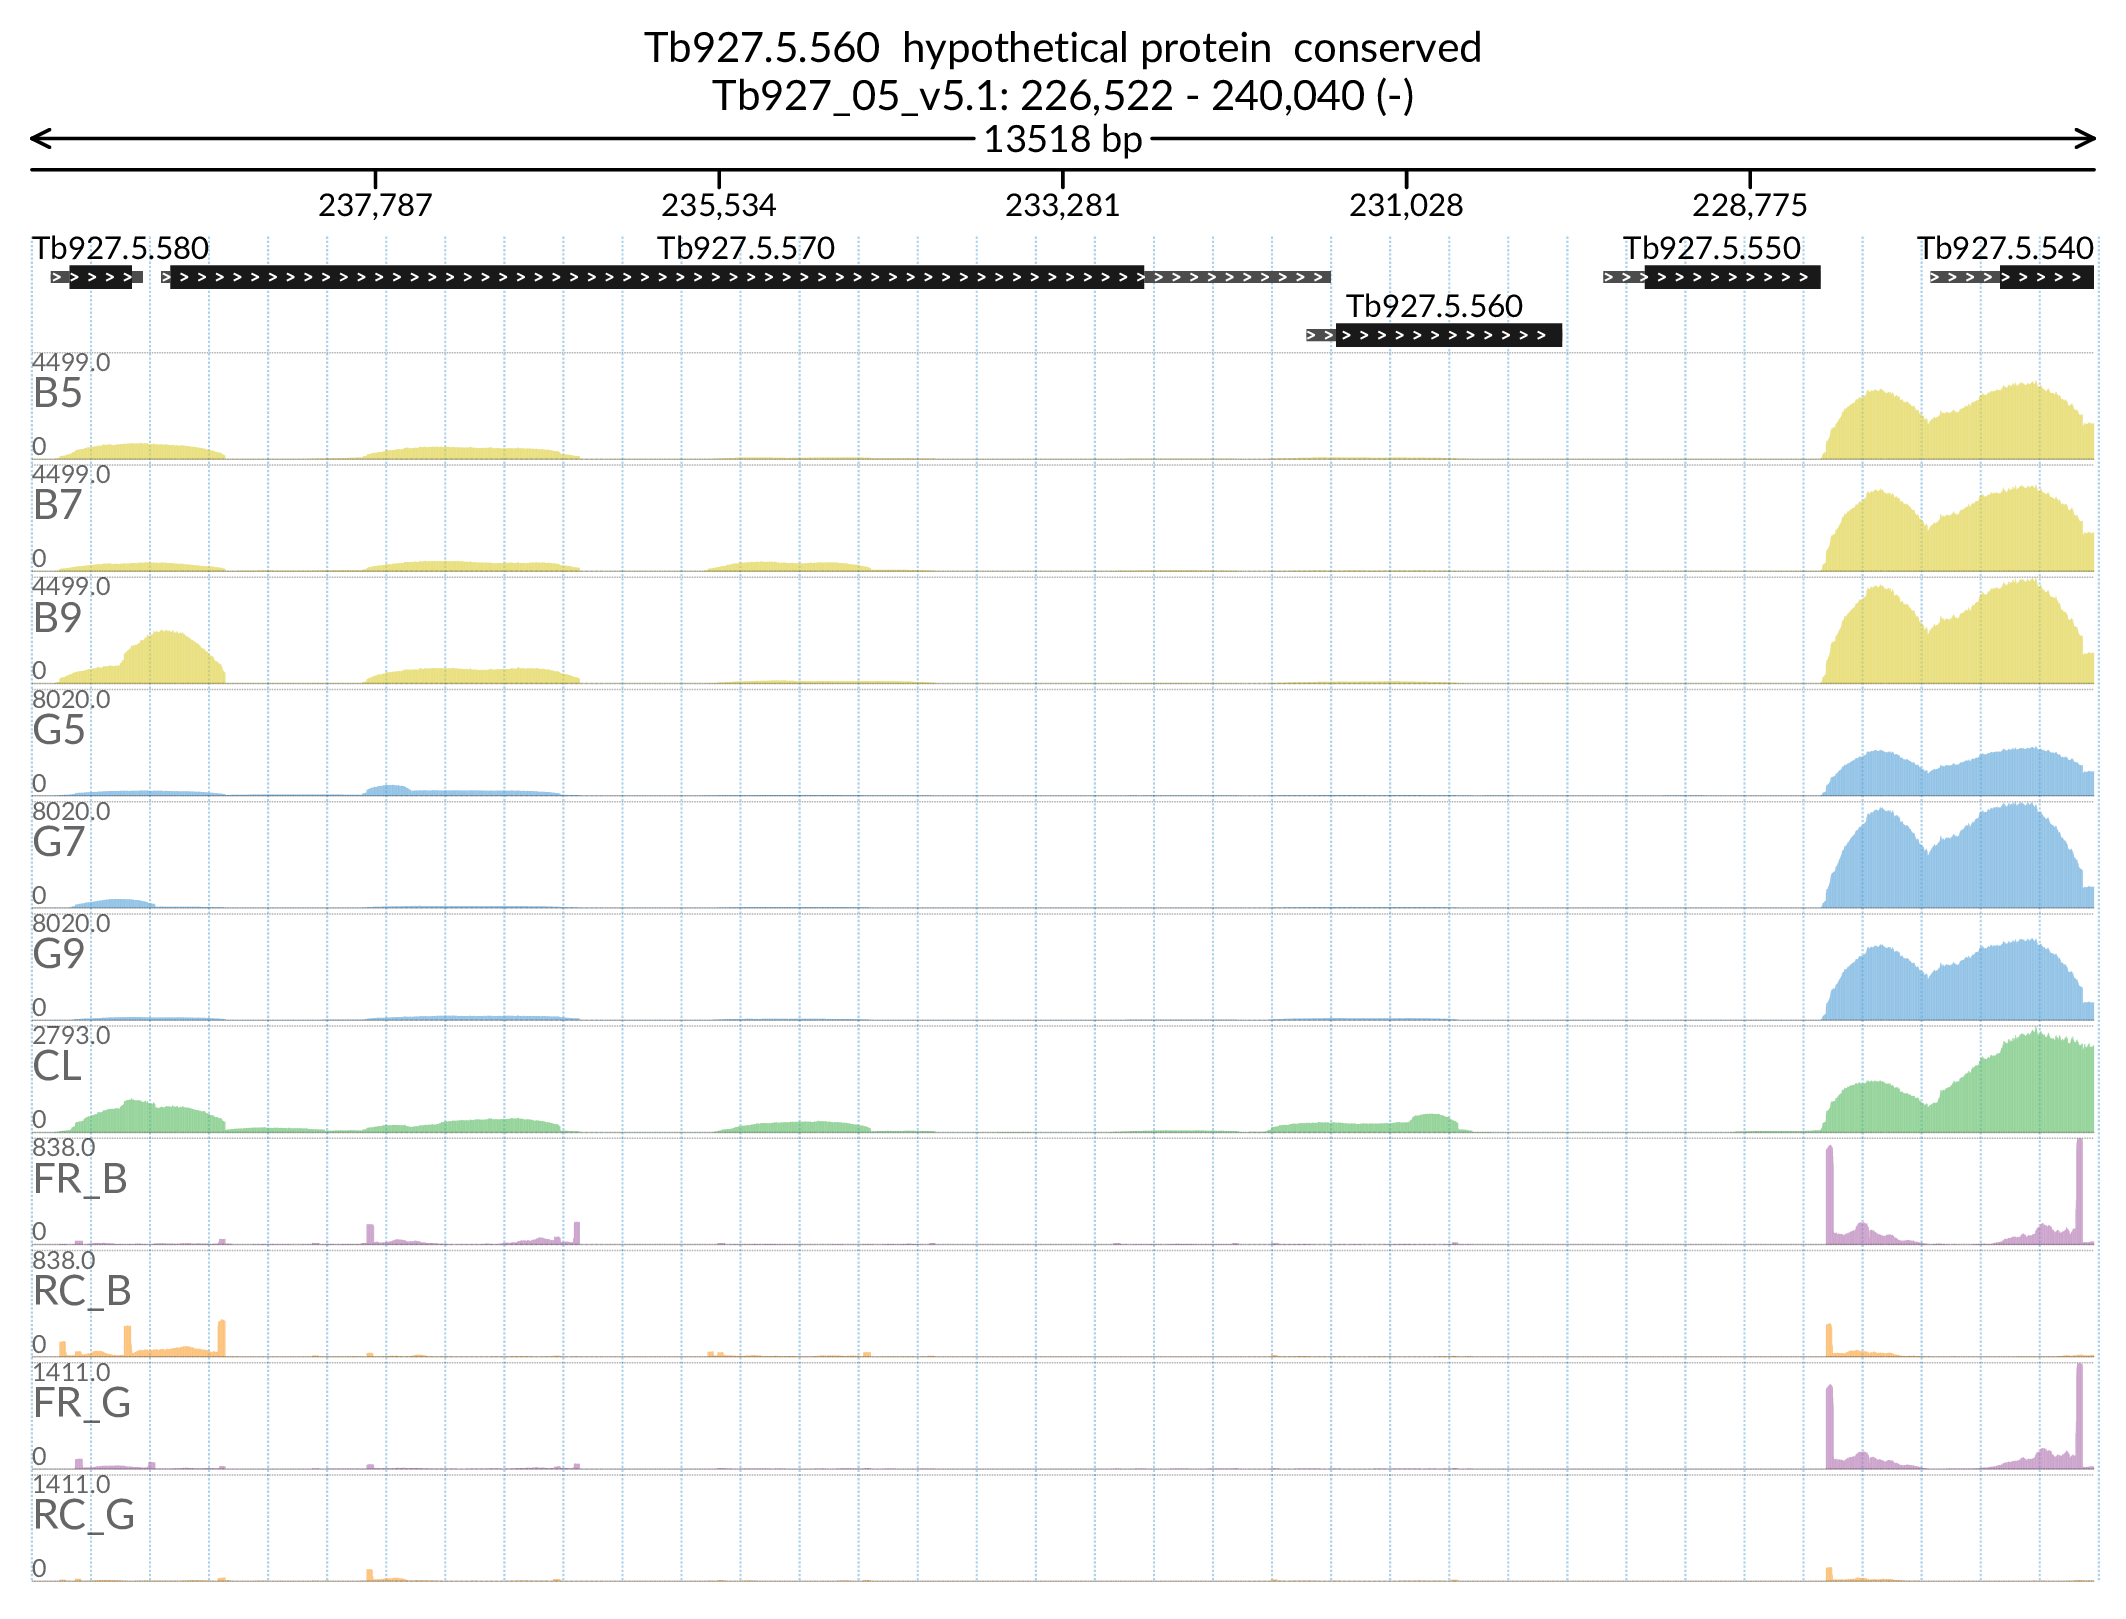 Tb927.5.560  hypothetical protein  conserved
Tb927_05_v5.1: 226,522 - 240,040 (-)
13518 bp
237,787 235,534 233,281 231,028 228,775
Tb927.5.580 Tb927.5.570 Tb927.5.550 Tb927.5.540
Tb927.5.560
4499.0
B5
0
4499.0
B7
0
4499.0
B9
0
8020.0
G5
0
8020.0
G7
0
8020.0
G9
0
2793.0
CL
0
838.0
FR_B
0
838.0
RC_B
0
1411.0
FR_G
0
1411.0
RC_G
0